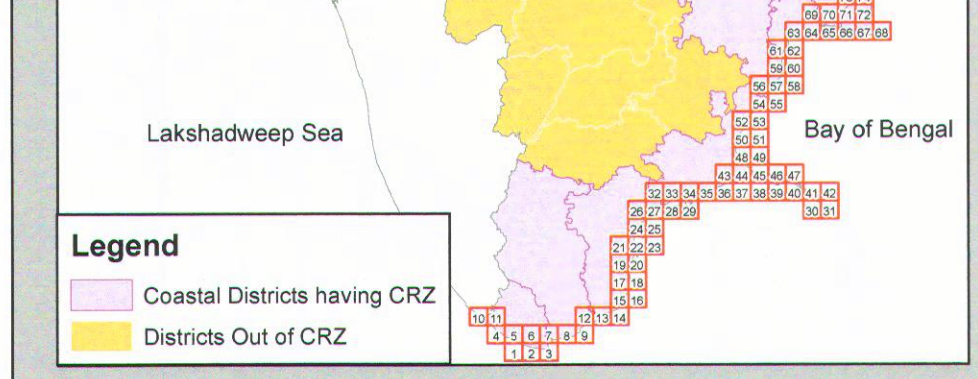 69 70 71 72
63 64 65 66 67 68
61 62
59 60
56 57 58
54 55
52 53
Lakshadweep Sea
Bay of Bengal
50 51
48 49
43 44 45 46 47
32 33 34 35 36 37 38 39 40 41 42
26 27 28 29
30 31
24 25
Legend
21 22 23
19 20
17 18
Coastal Districts having CRZ
15 16
10 11
12 13 14
Districts Out of CRZ
4 5 6 7 8 9
1 2 3